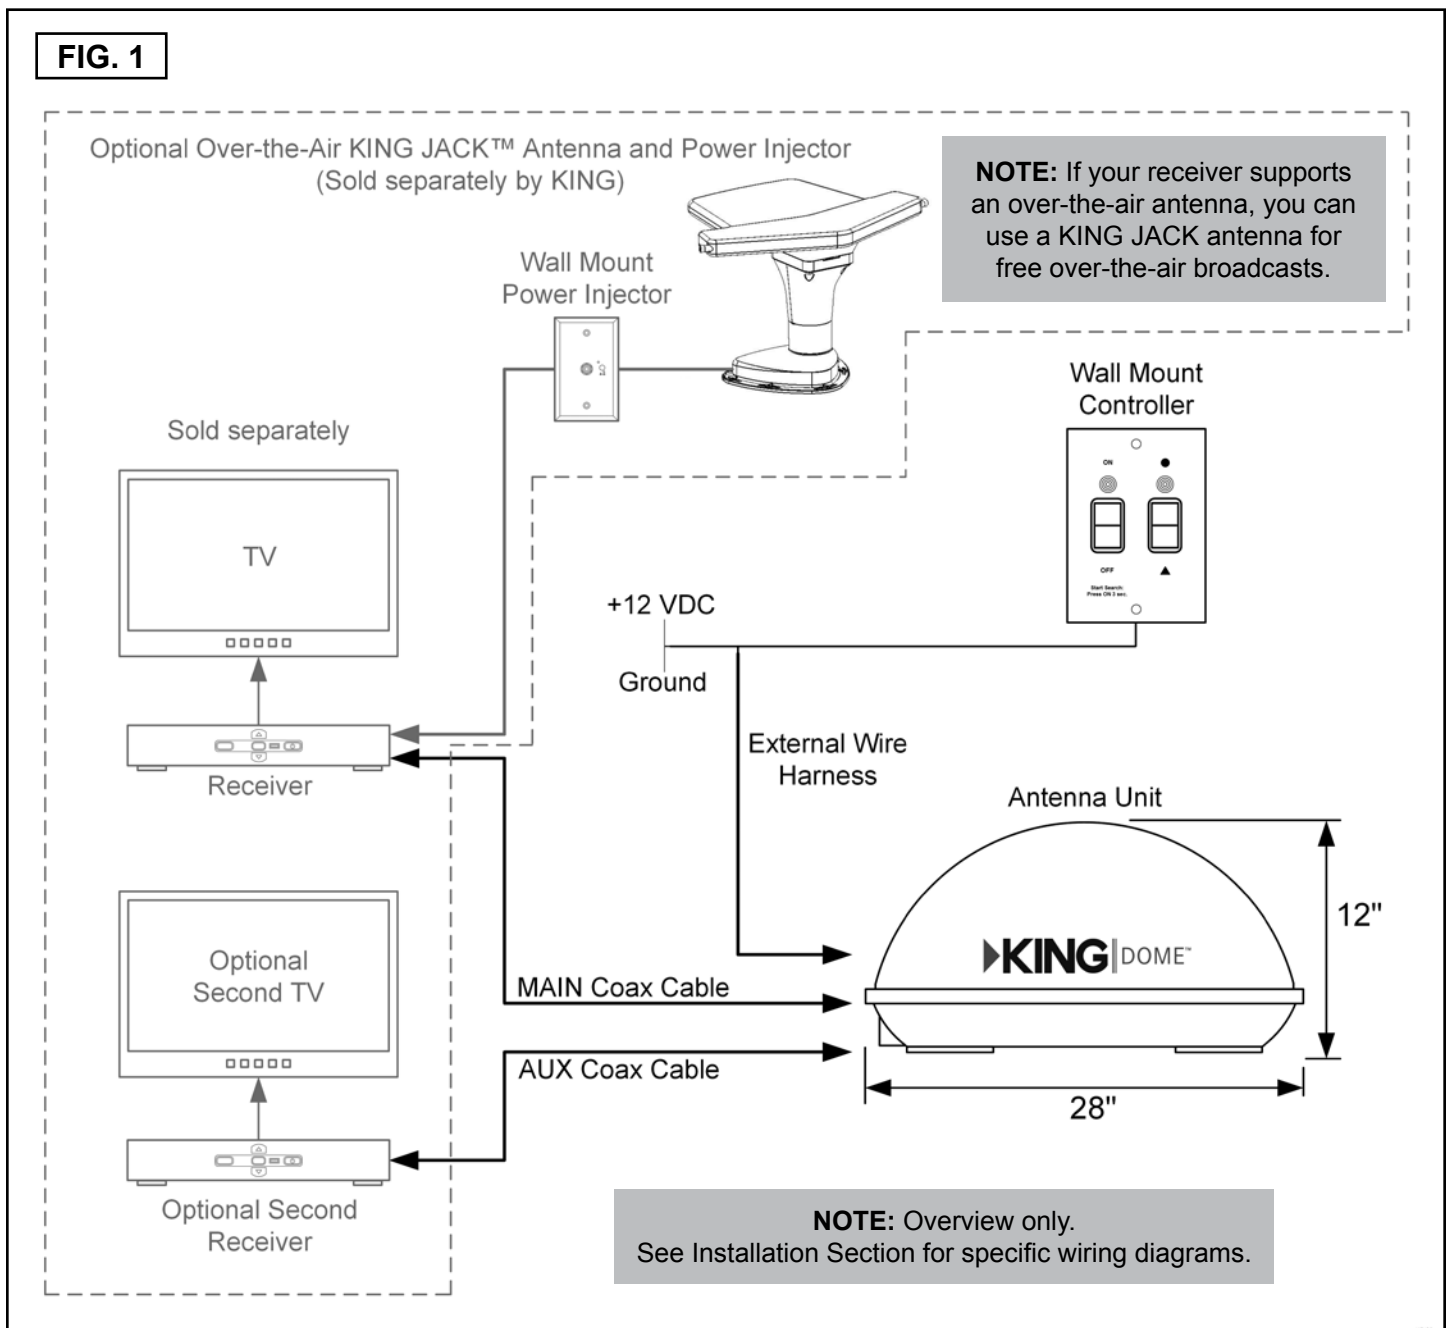 FIG. 1
Optional Over-the-Air KING JACK™ Antenna and Power Injector
(Sold separately by KING)
NOTE: If your receiver supports
an over-the-air antenna, you can
use a KING JACK antenna for
free over-the-air broadcasts.
Wall Mount
Power Injector
Wall Mount
Controller
ON
OFF
Start Search:
Press ON 3 sec.
Sold separately
TV
+12 VDC
Ground
Receiver
External Wire
Harness
Antenna Unit
12"
KING DOME™
28"
MAIN Coax Cable
AUX Coax Cable
Optional
Second TV
Optional Second
Receiver
NOTE: Overview only.
See Installation Section for specific wiring diagrams.